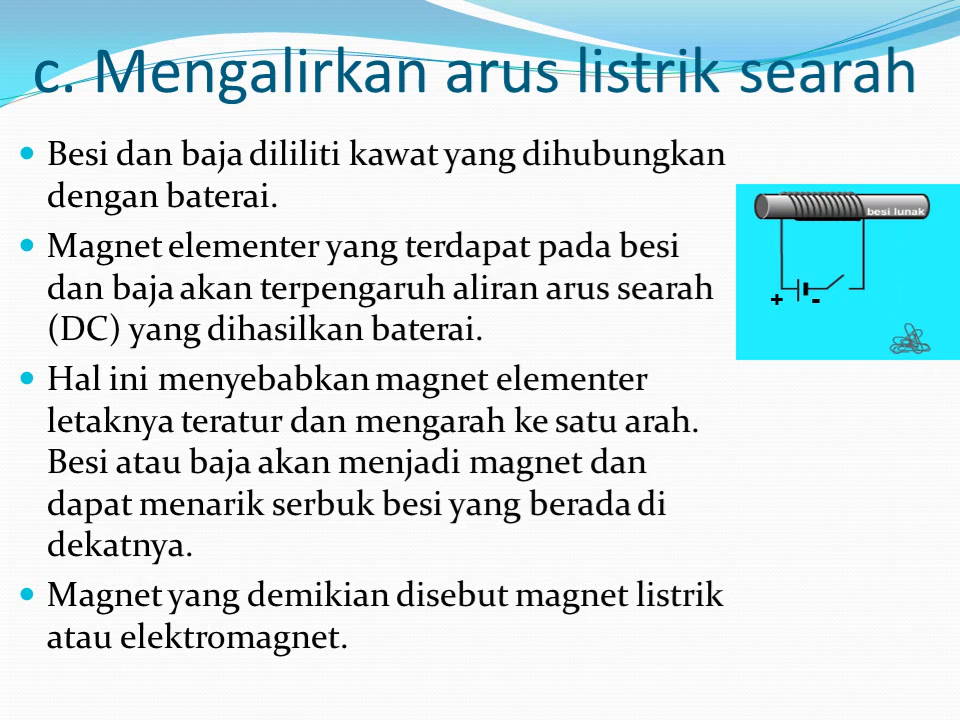 c. Mengalirkan arus listrik searah
• Besi dan baja dililiti kawat yang dihubungkan
dengan baterai.
• Magnet elementer yang terdapat pada besi
dan baja akan terpengaruh aliran arus searah
(DC) yang dihasilkan baterai.
• Hal ini menyebabkan magnet elementer
letaknya teratur dan mengarah ke satu arah.
Besi atau baja akan menjadi magnet dan
dapat menarik serbuk besi yang berada di
dekatnya.
• Magnet yang demikian disebut magnet listrik
atau elektromagnet.
besi lunak
+ -